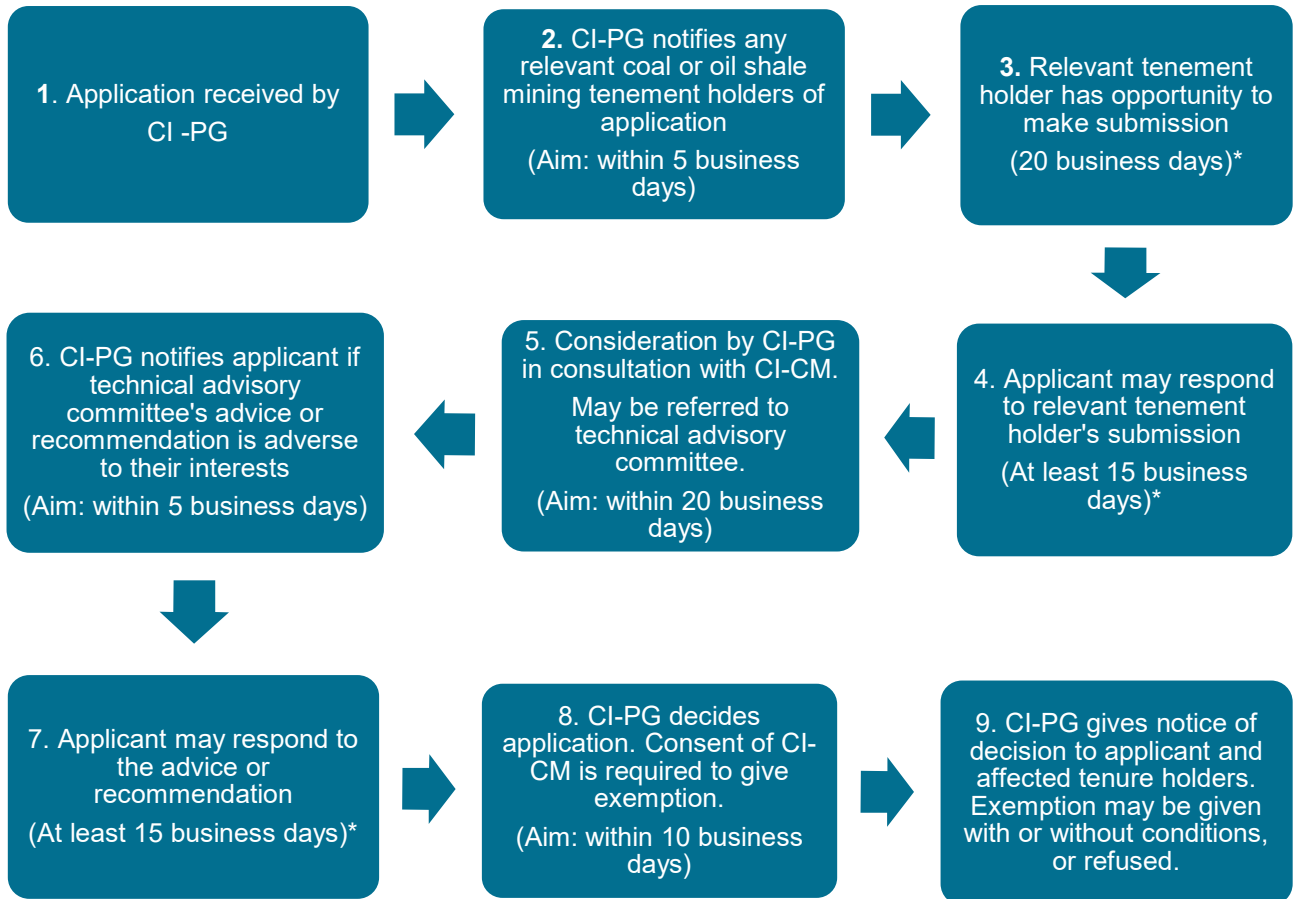 1. Application received by
CI -PG
2. CI-PG notifies any
relevant coal or oil shale
mining tenement holders of
application
(Aim: within 5 business
days)
3. Relevant tenement
holder has opportunity to
make submission
(20 business days)*
4. Applicant may respond
to relevant tenement
holder's submission
(At least 15 business
days)*
5. Consideration by CI-PG
in consultation with CI-CM.
May be referred to
technical advisory
committee.
(Aim: within 20 business
days)
6. CI-PG notifies applicant if
technical advisory
committee's advice or
recommendation is adverse
to their interests
(Aim: within 5 business days)
7. Applicant may respond to
the advice or
recommendation
(At least 15 business days)*
8. CI-PG decides
application. Consent of CI-
CM is required to give
exemption.
(Aim: within 10 business
days)
9. CI-PG gives notice of
decision to applicant and
affected tenure holders.
Exemption may be given
with or without conditions,
or refused.